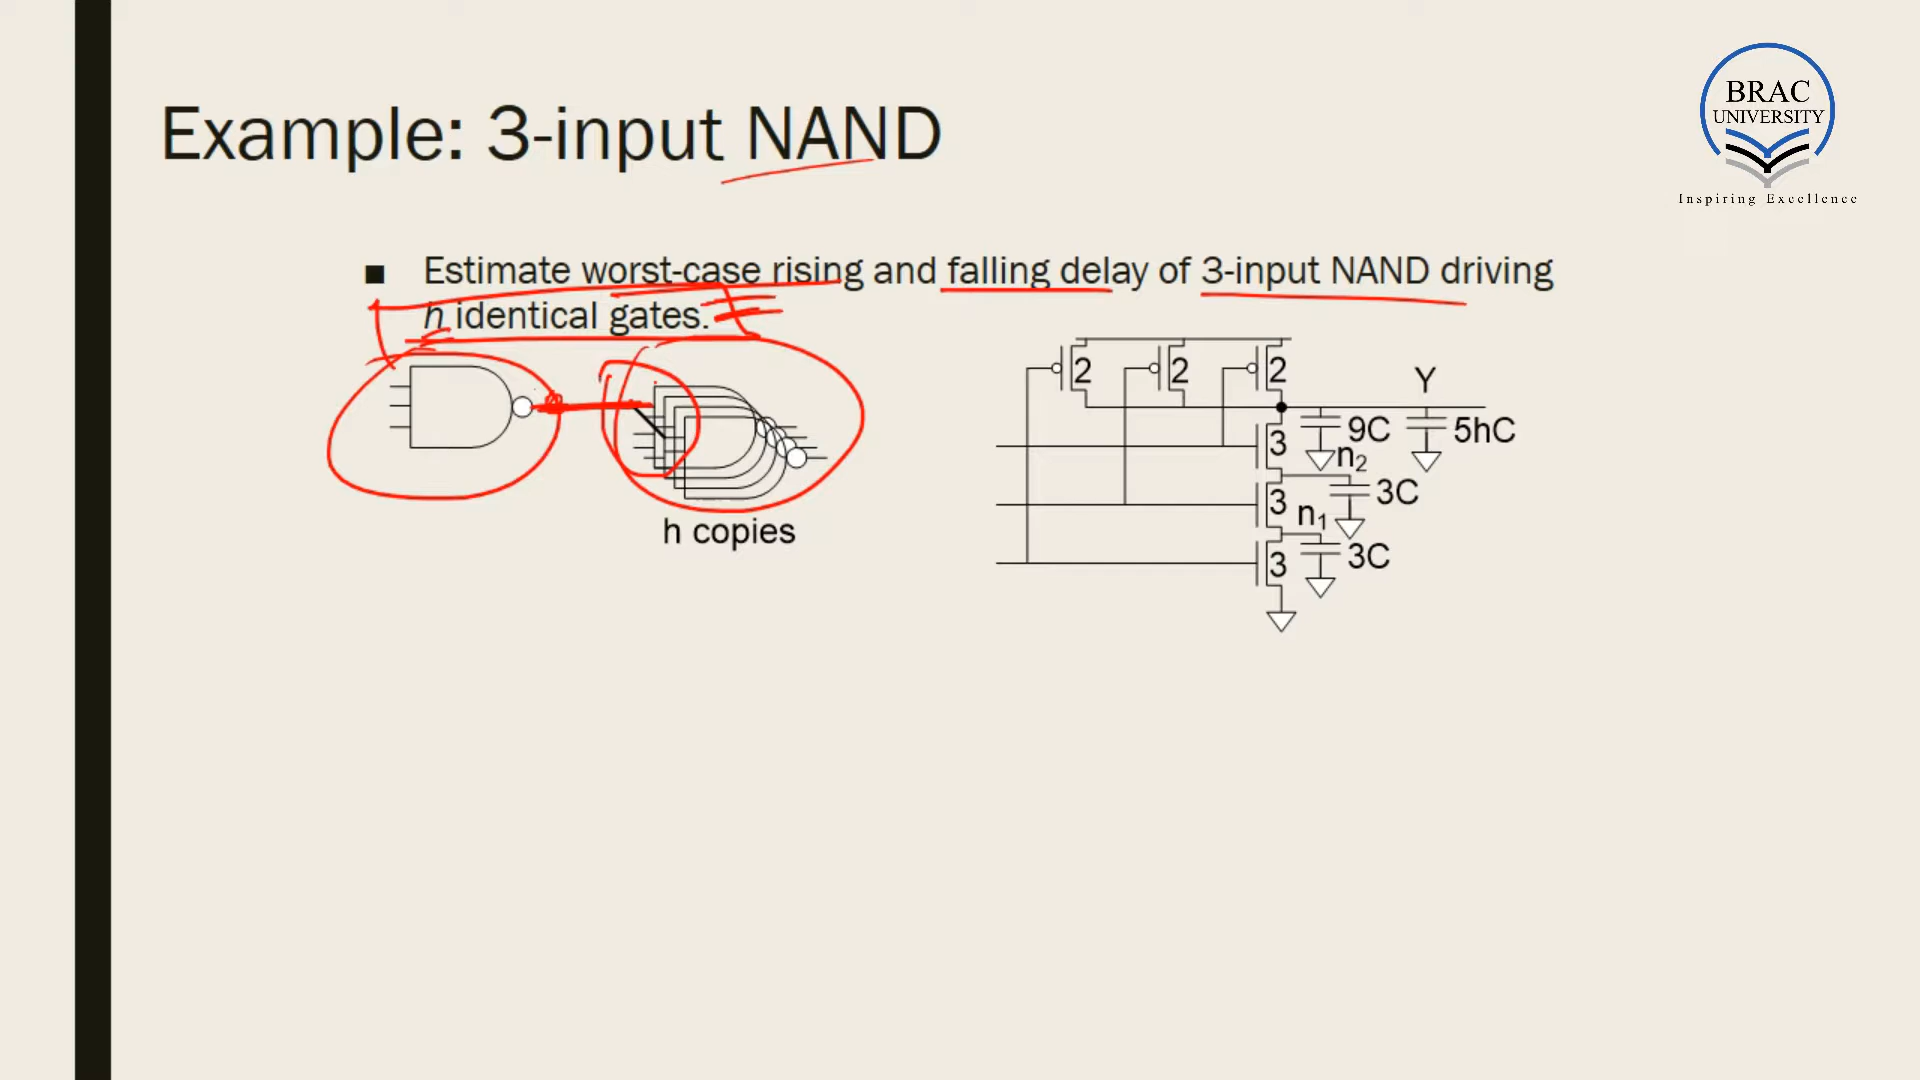 BRAC
UNIVERSITY
Inspiring Excellence
Example: 3-input NAND
■ Estimate worst-case rising and falling delay of 3-input NAND driving
h identical gates.
h copies
2 2 2 Y
3 9C 5hC
n2
3 3C
n1
3 3C